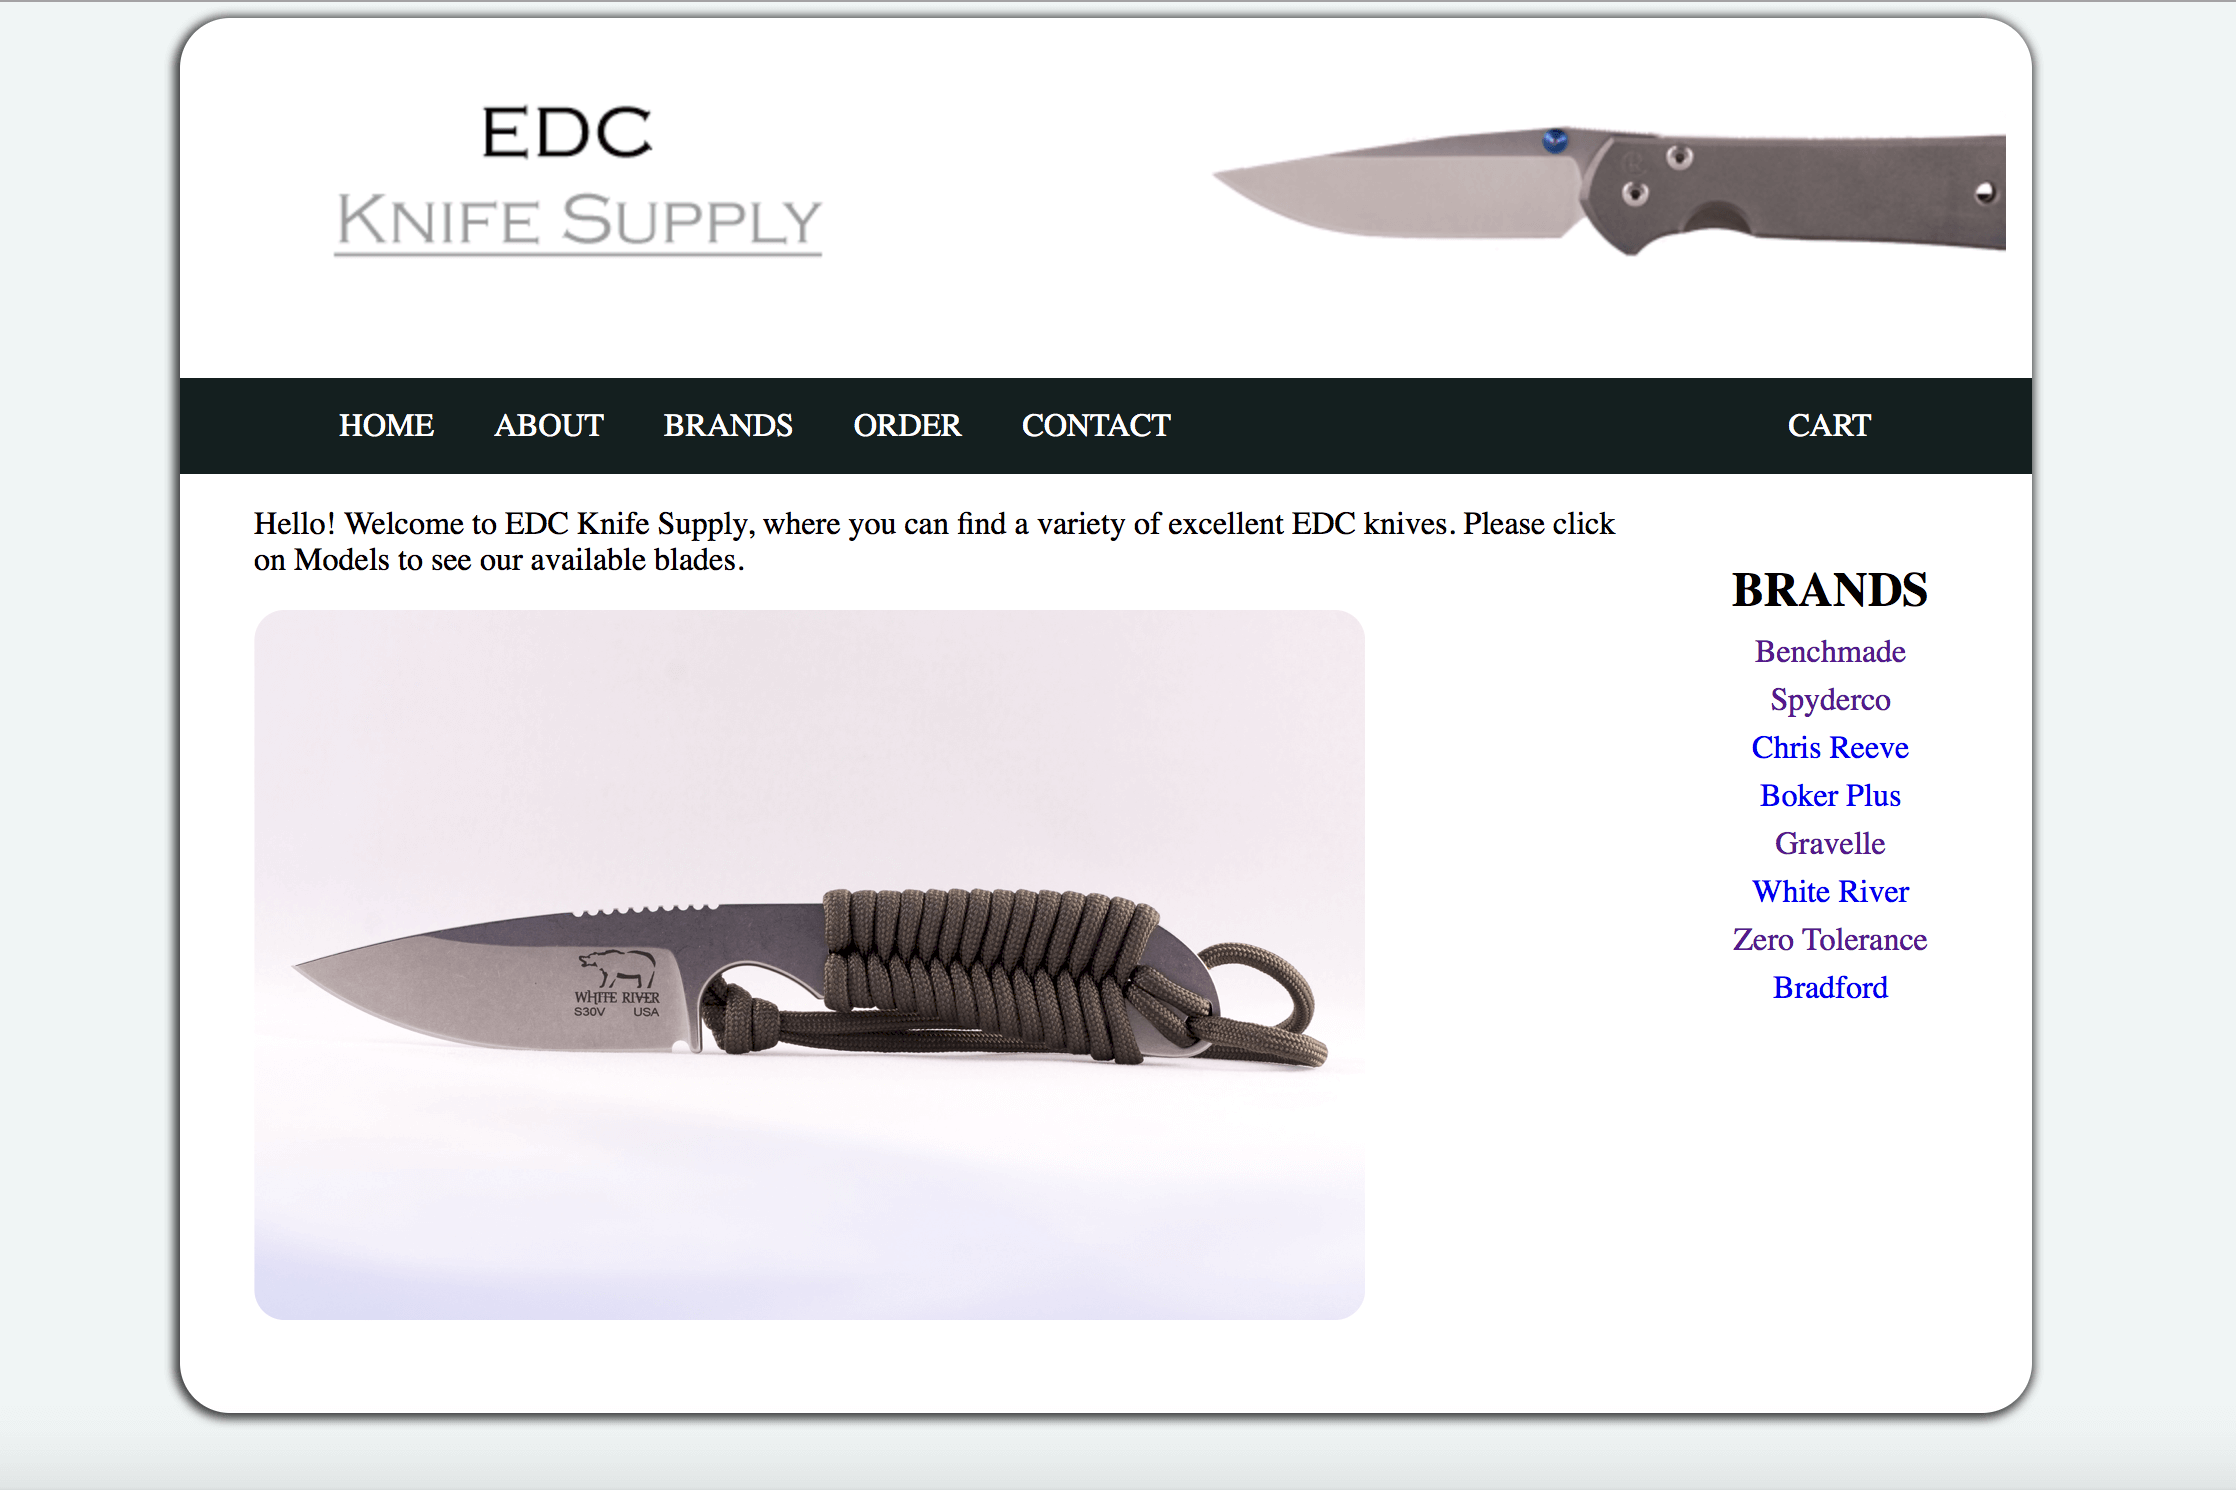 EDC
KNIFE SUPPLY
HOME ABOUT BRANDS ORDER CONTACT CART
Hello! Welcome to EDC Knife Supply, where you can find a variety of excellent EDC knives. Please click
on Models to see our available blades.
BRANDS
Benchmade
Spyderco
Chris Reeve
Boker Plus
Gravelle
White River
Zero Tolerance
Bradford
WHITE RIVER
S30V USA